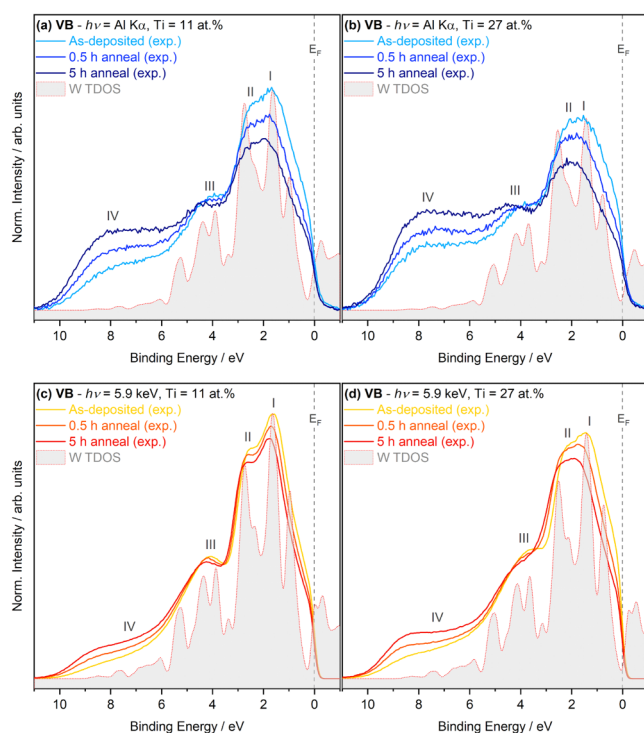 (a) VB - hν = Al Kα, Ti = 11 at.%
As-deposited (exp.)
0.5 h anneal (exp.)
5 h anneal (exp.)
W TDOS
E_F
I
II
III
IV
Norm. Intensity / arb. units
10 8 6 4 2 0
Binding Energy / eV
(b) VB - hν = Al Kα, Ti = 27 at.%
As-deposited (exp.)
0.5 h anneal (exp.)
5 h anneal (exp.)
W TDOS
E_F
I
II
III
IV
10 8 6 4 2 0
Binding Energy / eV
(c) VB - hν = 5.9 keV, Ti = 11 at.%
As-deposited (exp.)
0.5 h anneal (exp.)
5 h anneal (exp.)
W TDOS
E_F
I
II
III
IV
Norm. Intensity / arb. units
10 8 6 4 2 0
Binding Energy / eV
(d) VB - hν = 5.9 keV, Ti = 27 at.%
As-deposited (exp.)
0.5 h anneal (exp.)
5 h anneal (exp.)
W TDOS
E_F
I
II
III
IV
10 8 6 4 2 0
Binding Energy / eV